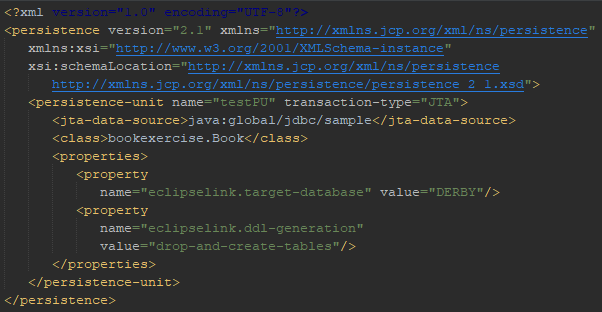 <?xml version="1.0" encoding="UTF-8"?>
<persistence version="2.1" xmlns="http://xmlns.jcp.org/xml/ns/persistence"
xmlns:xsi="http://www.w3.org/2001/XMLSchema-instance"
xsi:schemaLocation="http://xmlns.jcp.org/xml/ns/persistence
http://xmlns.jcp.org/xml/ns/persistence/persistence_2_1.xsd">
<persistence-unit name="testPU" transaction-type="JTA">
<jta-data-source>java:global/jdbc/sample</jta-data-source>
<class>bookexercise.Book</class>
<properties>
<property
name="eclipselink.target-database" value="DERBY"/>
<property
name="eclipselink.ddl-generation"
value="drop-and-create-tables"/>
</properties>
</persistence-unit>
</persistence>